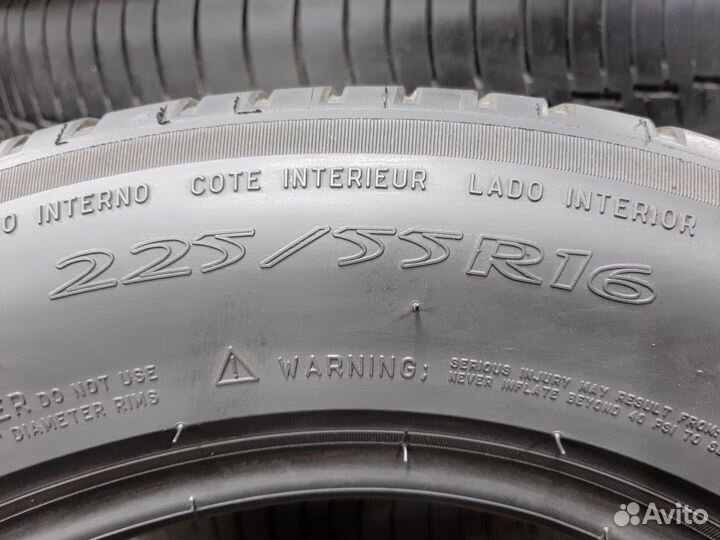 INTERNO COTE INTERIEUR LADO INTERIOR
225/55R16
DO NOT USE
DIAMETER RIMS
WARNING: SERIOUS INJURY MAY RESULT FROM
NEVER INFLATE BEYOND 40 PSI TO
Avito